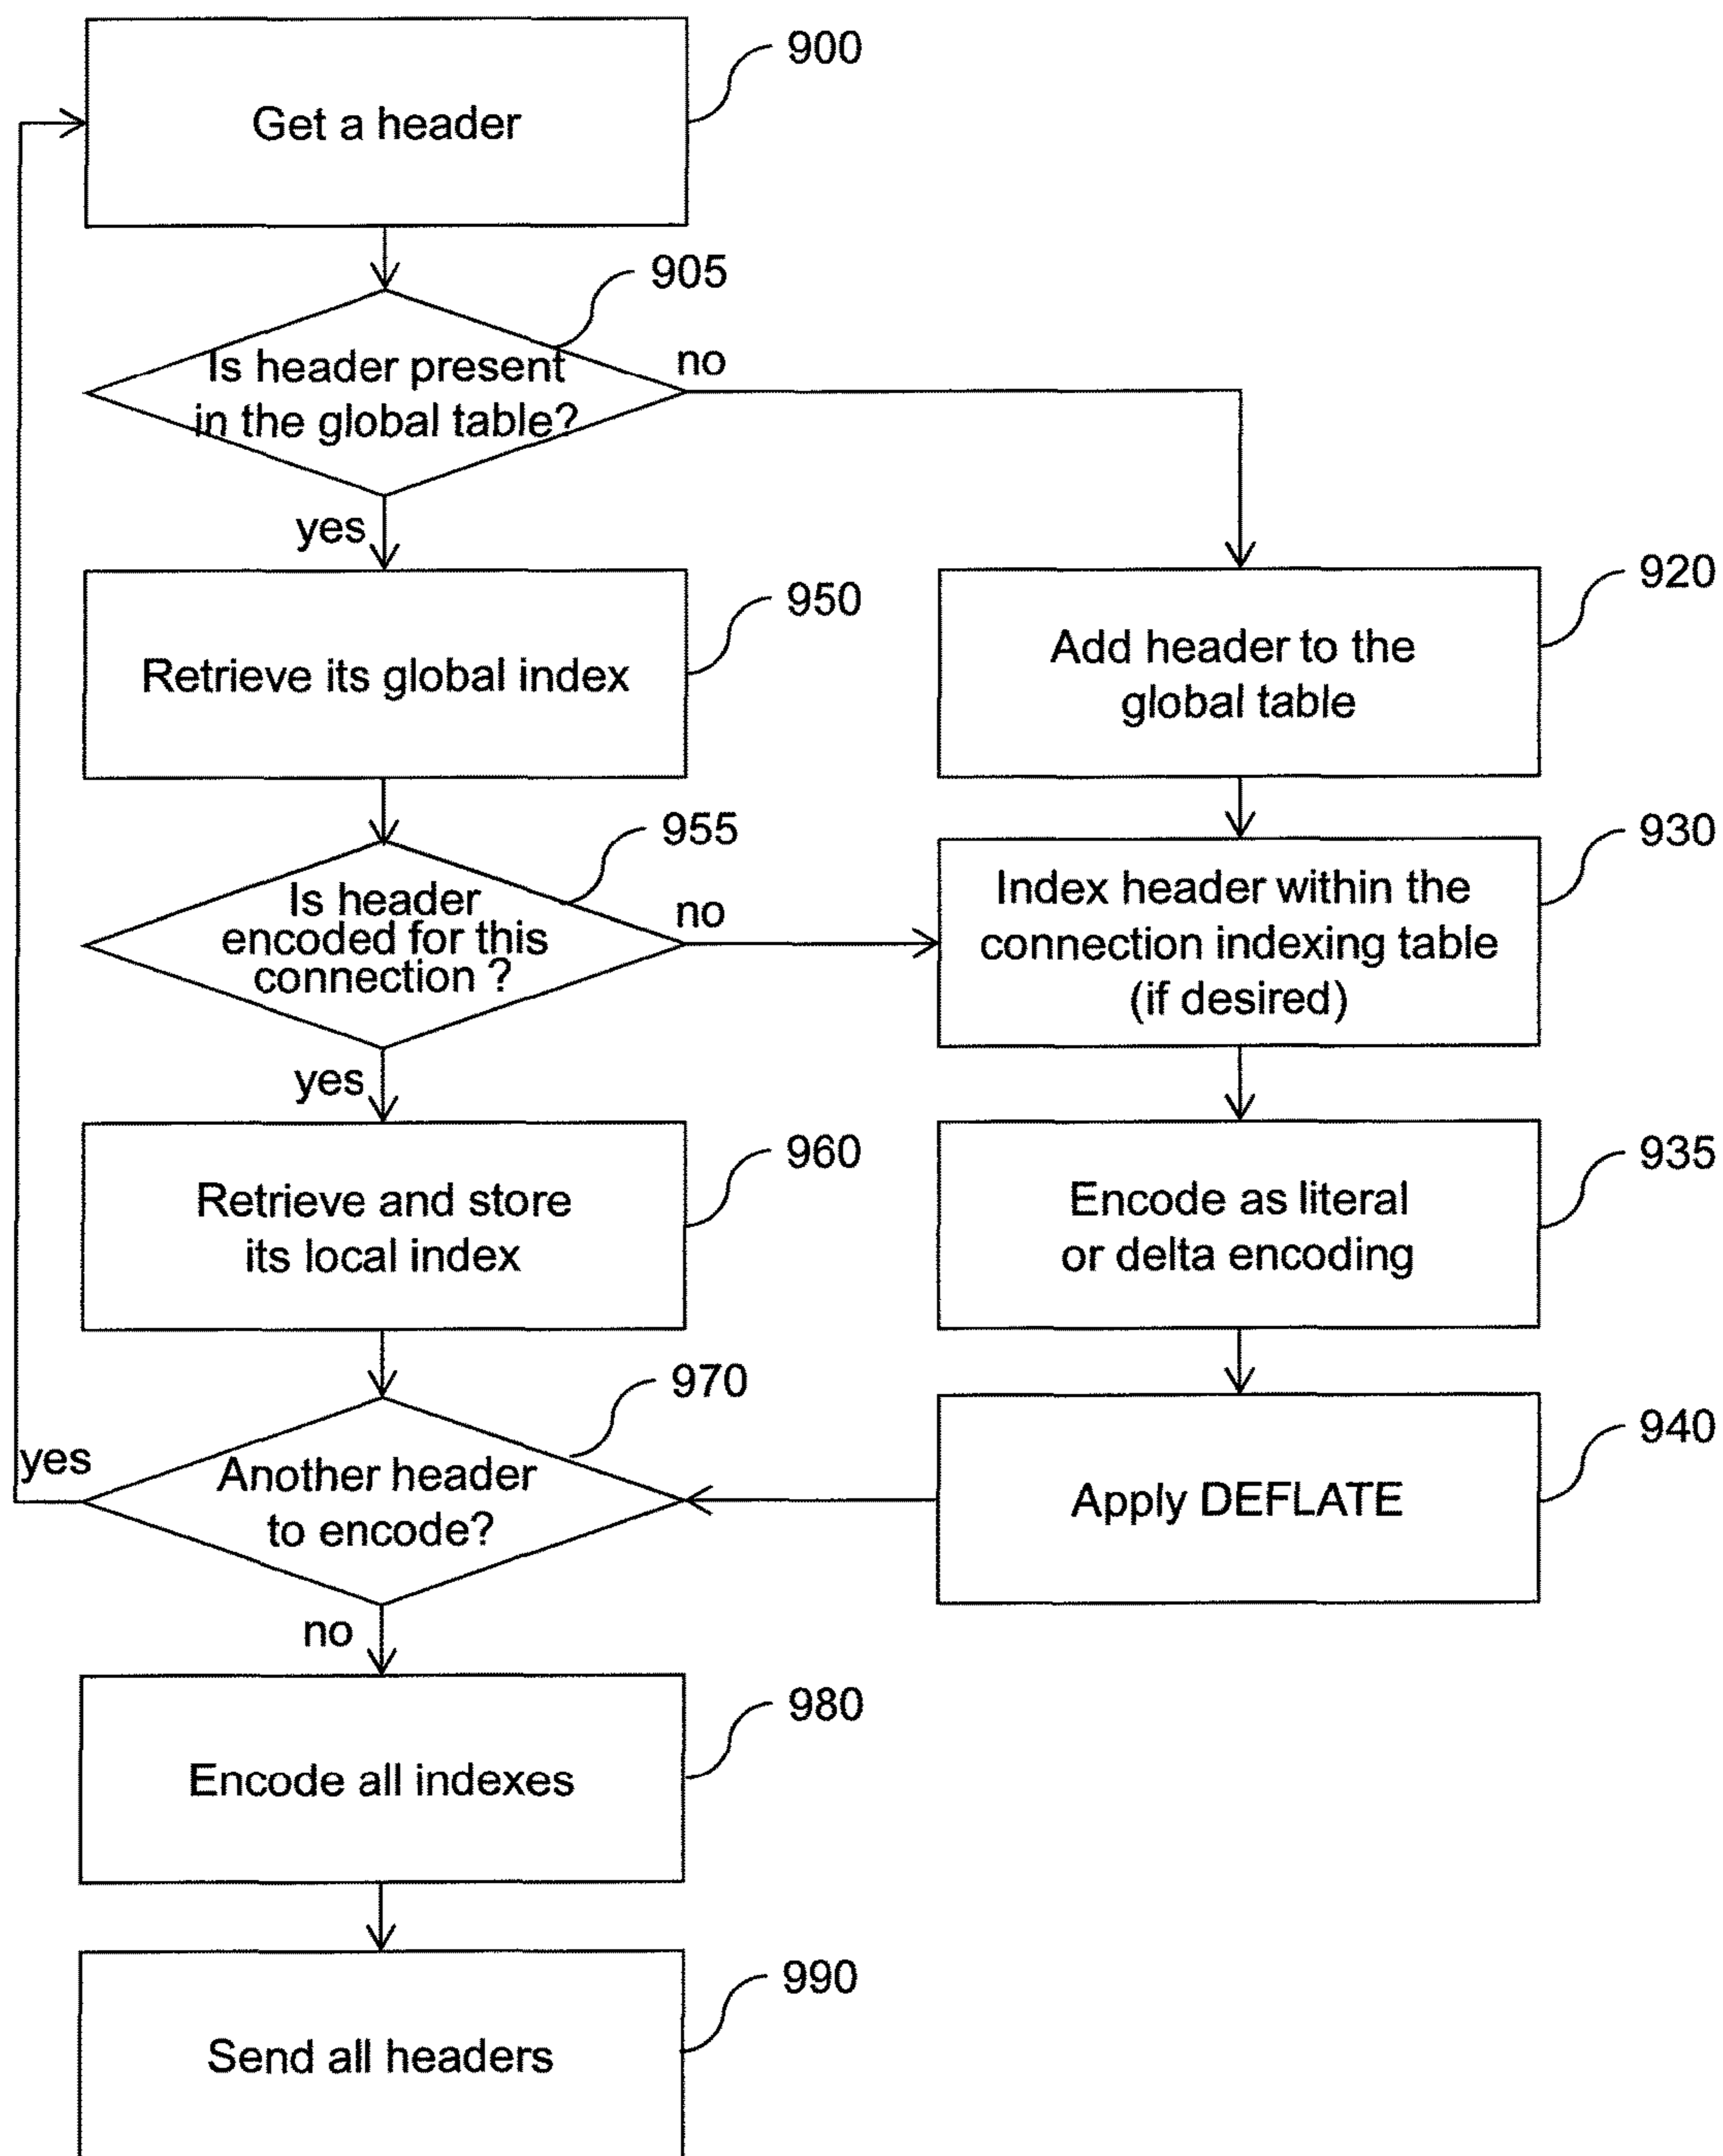 900
Get a header
905
Is header present
in the global table?
no
yes
950
Retrieve its global index
920
Add header to the
global table
955
Is header
encoded for this
connection ?
no
930
Index header within the
connection indexing table
(if desired)
yes
960
Retrieve and store
its local index
935
Encode as literal
or delta encoding
970
yes
Another header
to encode?
940
Apply DEFLATE
no
980
Encode all indexes
990
Send all headers